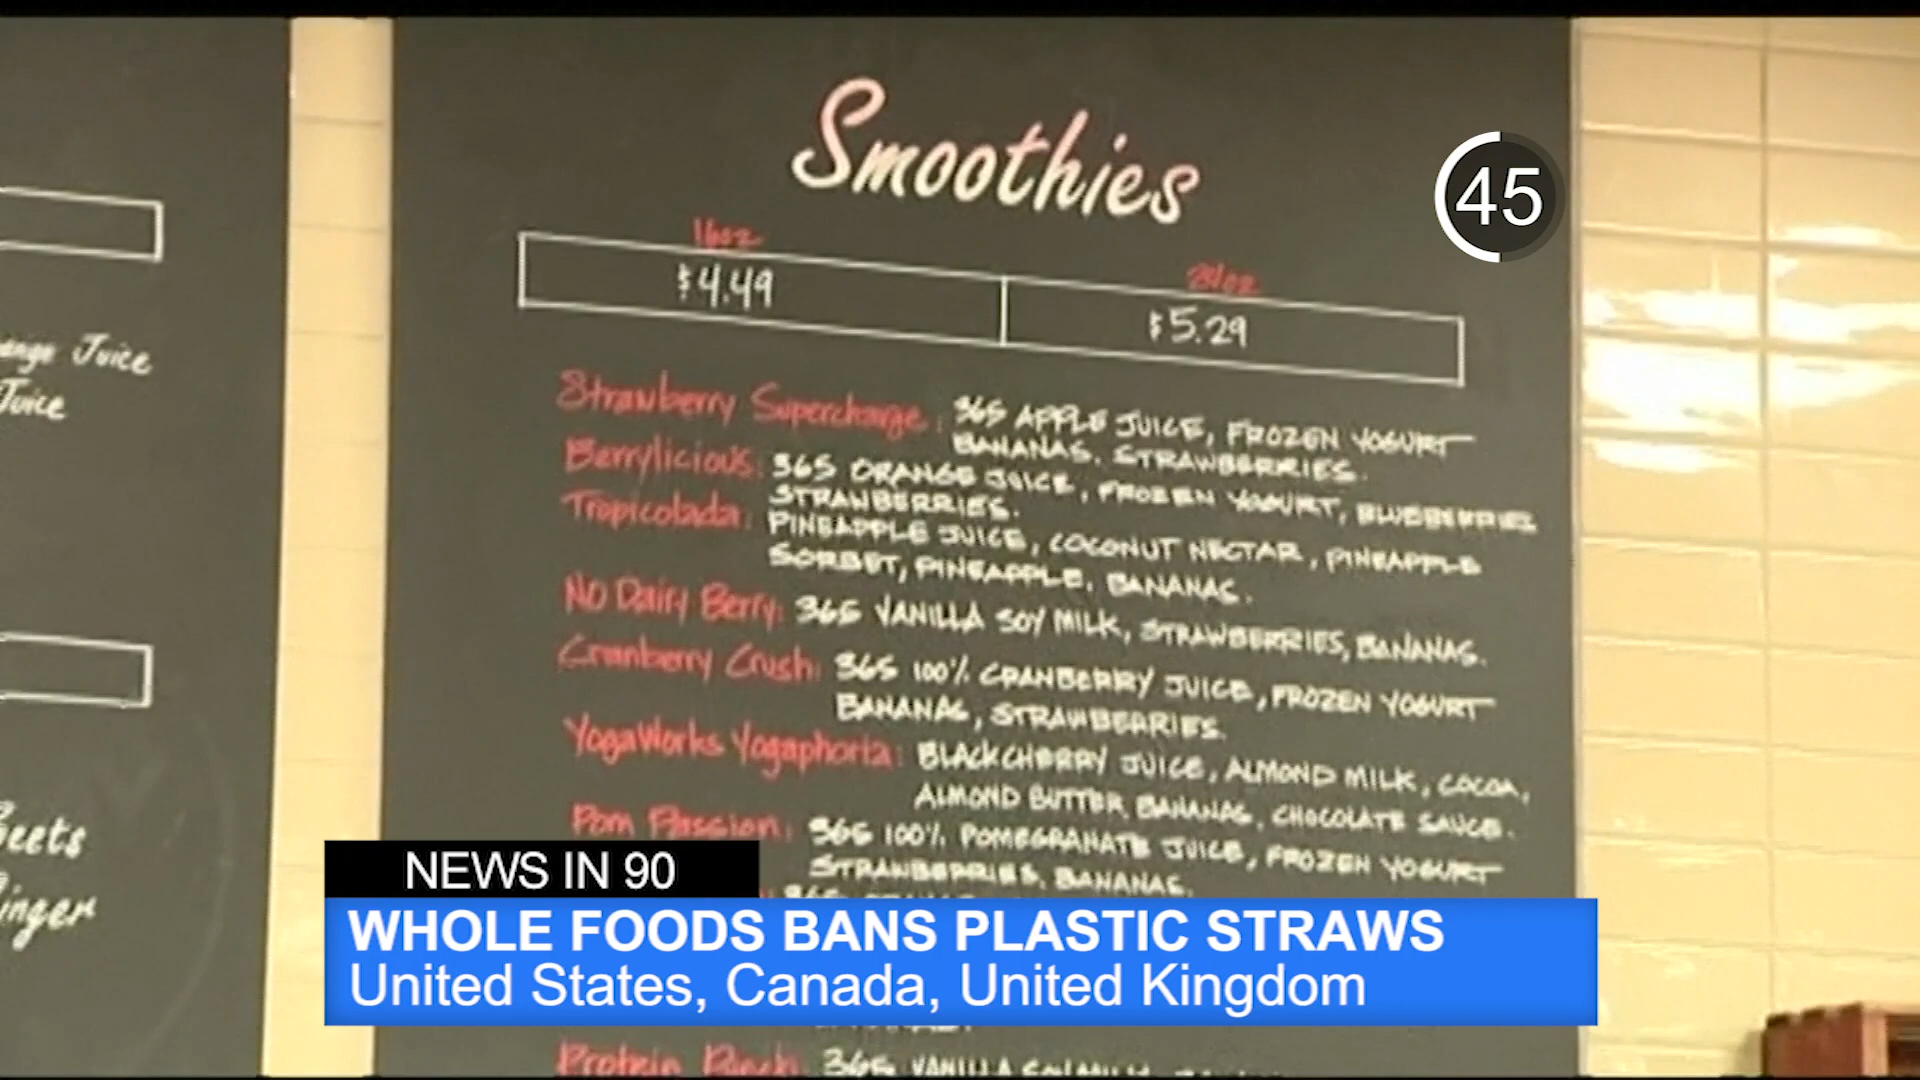 Smoothies
16oz
24oz
$4.49
$5.29
Strawberry Supercharge: 365 APPLE JUICE, FROZEN YOGURT
BANANAS. STRAWBERRIES.
Berrylicious: 365 ORANGE JUICE, FROZEN YOGURT, BLUEBERRIES
STRAWBERRIES.
Tropicolada: PINEAPPLE JUICE, COCONUT NECTAR, PINEAPPLE
SORBET, PINEAPPLE, BANANAS.
No Dairy Berry: 365 VANILLA SOY MILK, STRAWBERRIES, BANANAS.
Cranberry Crush: 365 100% CRANBERRY JUICE, FROZEN YOGURT
BANANAS, STRAWBERRIES.
YogaWorks Yogaphoria: BLACKCHERRY JUICE, ALMOND MILK, COCOA,
ALMOND BUTTER, BANANAS, CHOCOLATE SAUCE.
Pom Passion: 365 100% POMEGRANATE JUICE, FROZEN YOGURT
STRAWBERRIES, BANANAS.
Protein Punch: 365 VANILLA
Juice
Juice
45
NEWS IN 90
WHOLE FOODS BANS PLASTIC STRAWS
United States, Canada, United Kingdom